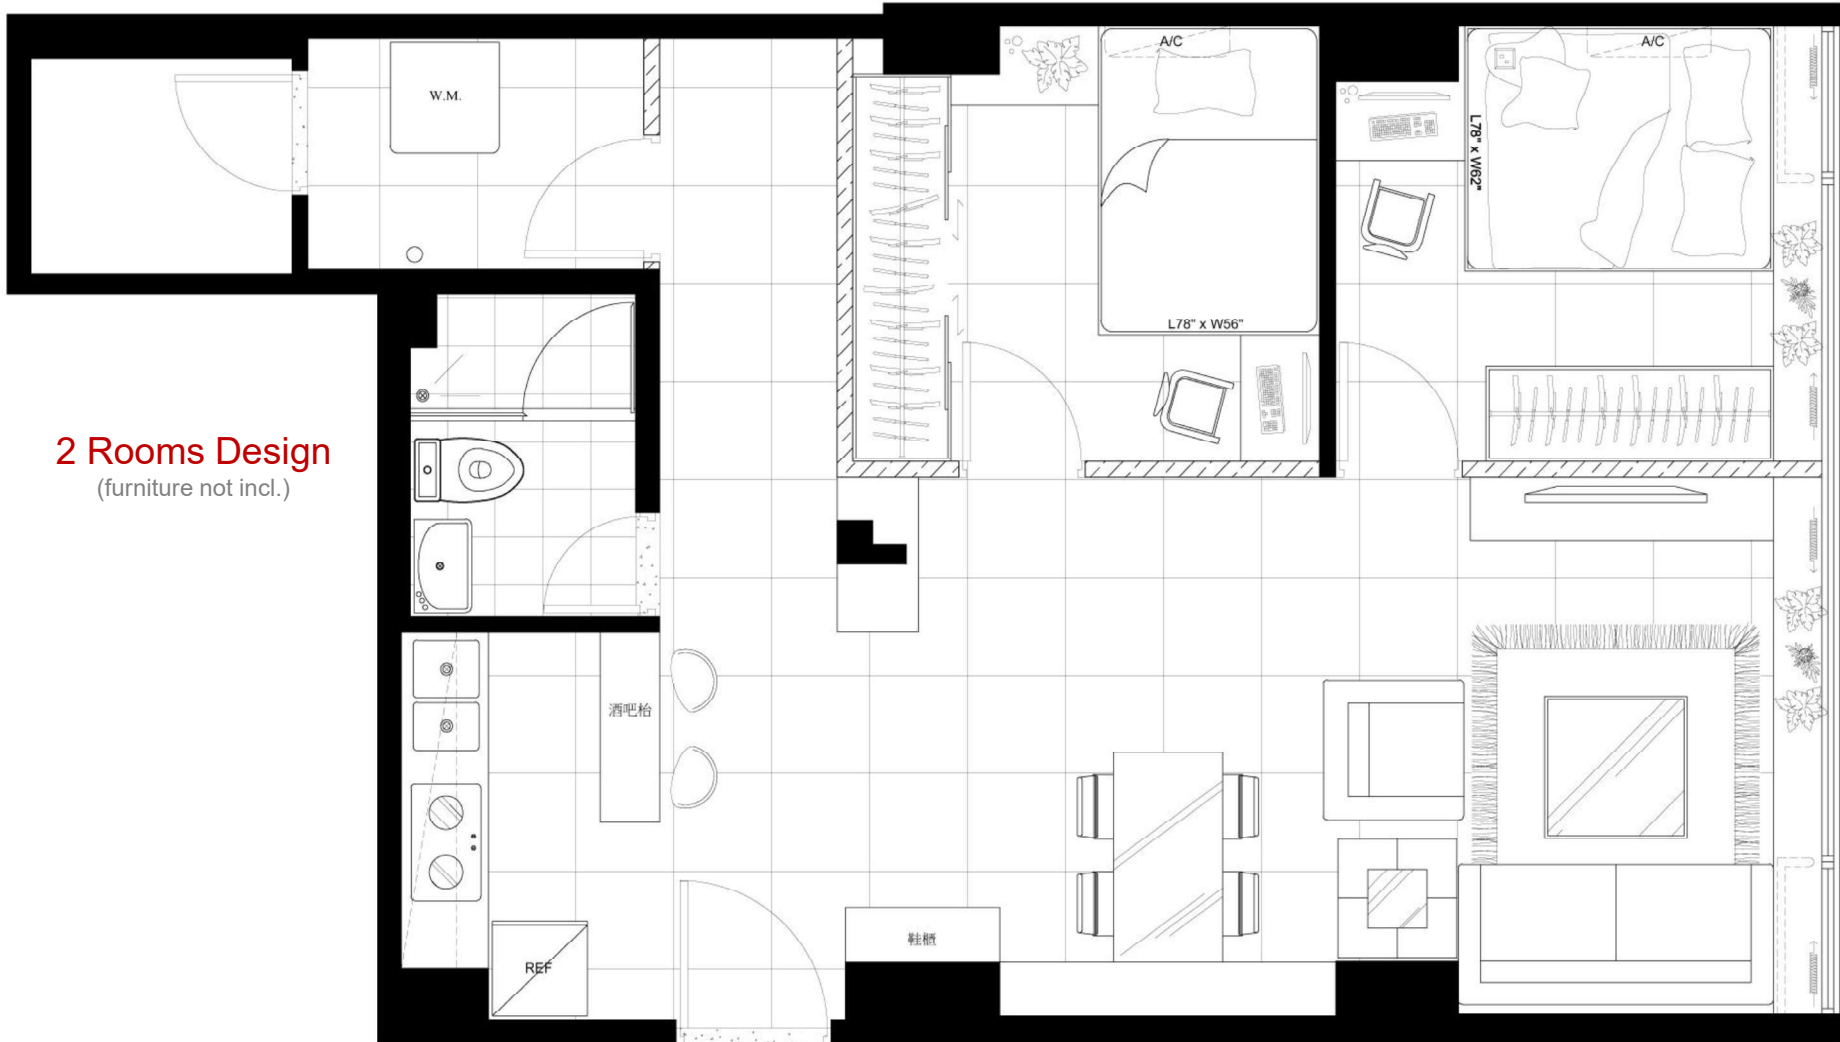 A/C
A/C
W.M.
L78" x W62"
L78" x W56"
2 Rooms Design
(furniture not incl.)
酒吧枱
鞋櫃
REF